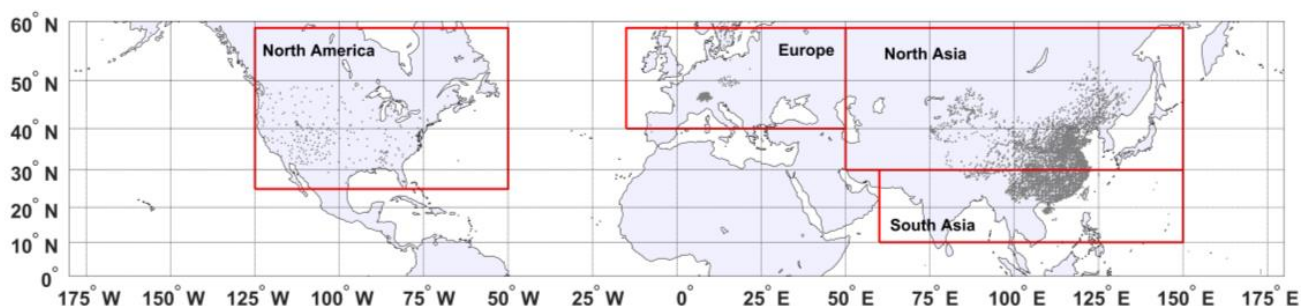 60° N
North America
Europe
North Asia
50° N
40° N
30° N
20° N
South Asia
10° N
0°
175° W 150° W 125° W 100° W 75° W 50° W 25° W 0° 25° E 50° E 75° E 100° E 125° E 150° E 175° E